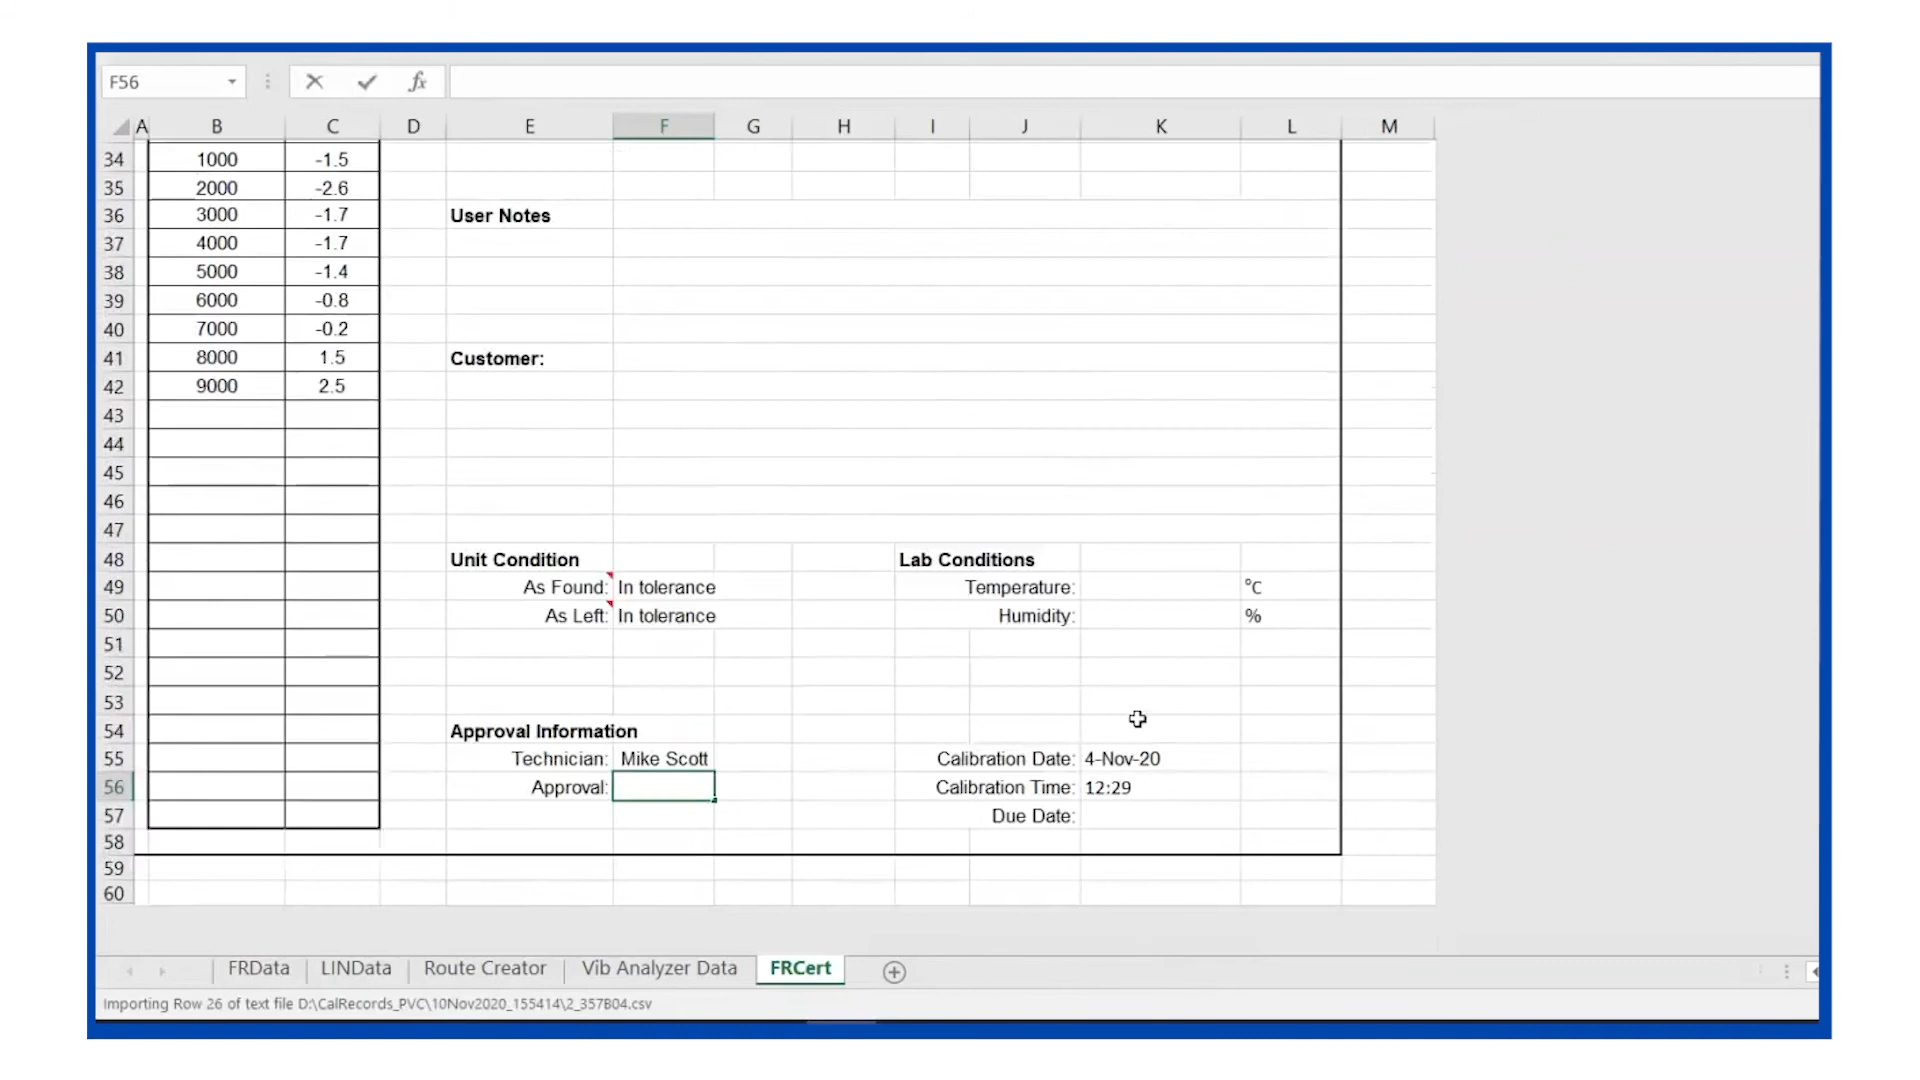 F56
fx
A B C D E F G H I J K L M
34 1000 -1.5
35 2000 -2.6
36 3000 -1.7 User Notes
37 4000 -1.7
38 5000 -1.4
39 6000 -0.8
40 7000 -0.2
41 8000 1.5 Customer:
42 9000 2.5
43
44
45
46
47
48 Unit Condition Lab Conditions
49 As Found: In tolerance Temperature: °C
50 As Left: In tolerance Humidity: %
51
52
53
54 Approval Information
55 Technician: Mike Scott Calibration Date: 4-Nov-20
56 Approval: Calibration Time: 12:29
57 Due Date:
58
59
60
FRData LINData Route Creator Vib Analyzer Data FRCert
Importing Row 26 of text file D:\CalRecords_PVC\10Nov2020_155414\2_357B04.csv